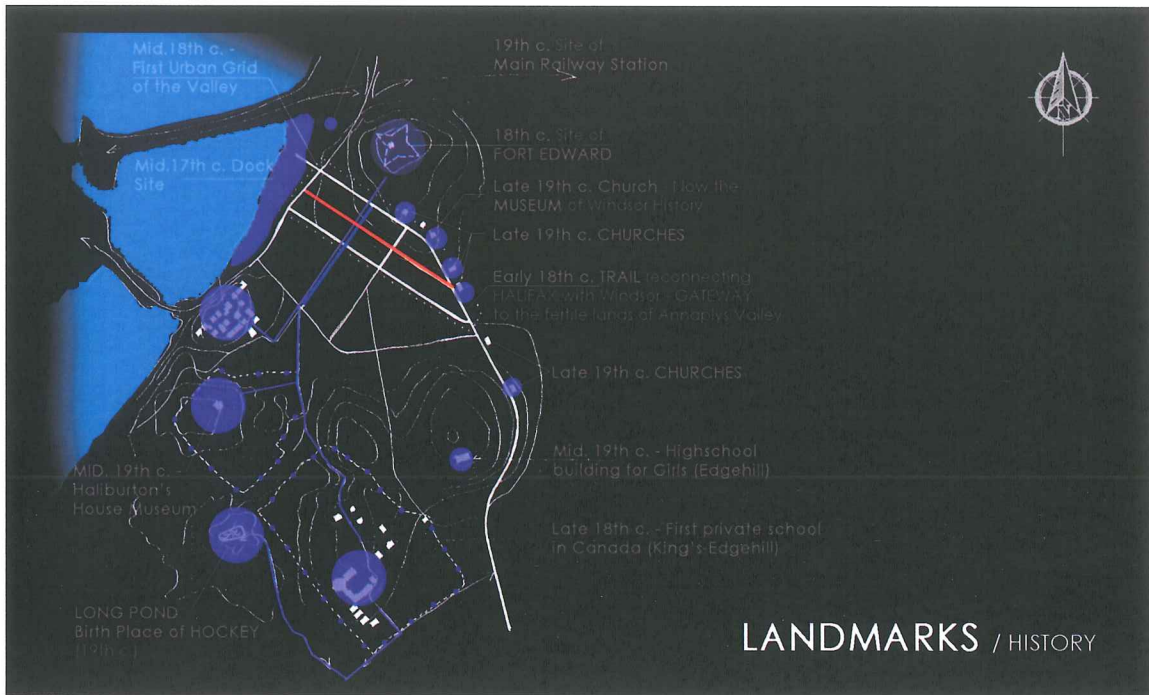 Mid.18th c. -
First Urban Grid
of the Valley
19th c. Site of
Main Railway Station
N
18th c. Site of
FORT EDWARD
Mid.17th c. Dock
Site
Late 19th c. Church - Now the
MUSEUM of Windsor History
Late 19th c. CHURCHES
Early 18th c. TRAIL reconnecting
HALIFAX with Windsor - GATEWAY
to the fertile lands of Annaplys Valley
Late 19th c. CHURCHES
Mid. 19th c. - Highschool
building for Girls (Edgehill)
MID. 19th c. -
Haliburton's
House Museum
Late 18th c. - First private school
in Canada (King's-Edgehill)
LONG POND
Birth Place of HOCKEY
(19th c.)
LANDMARKS / HISTORY